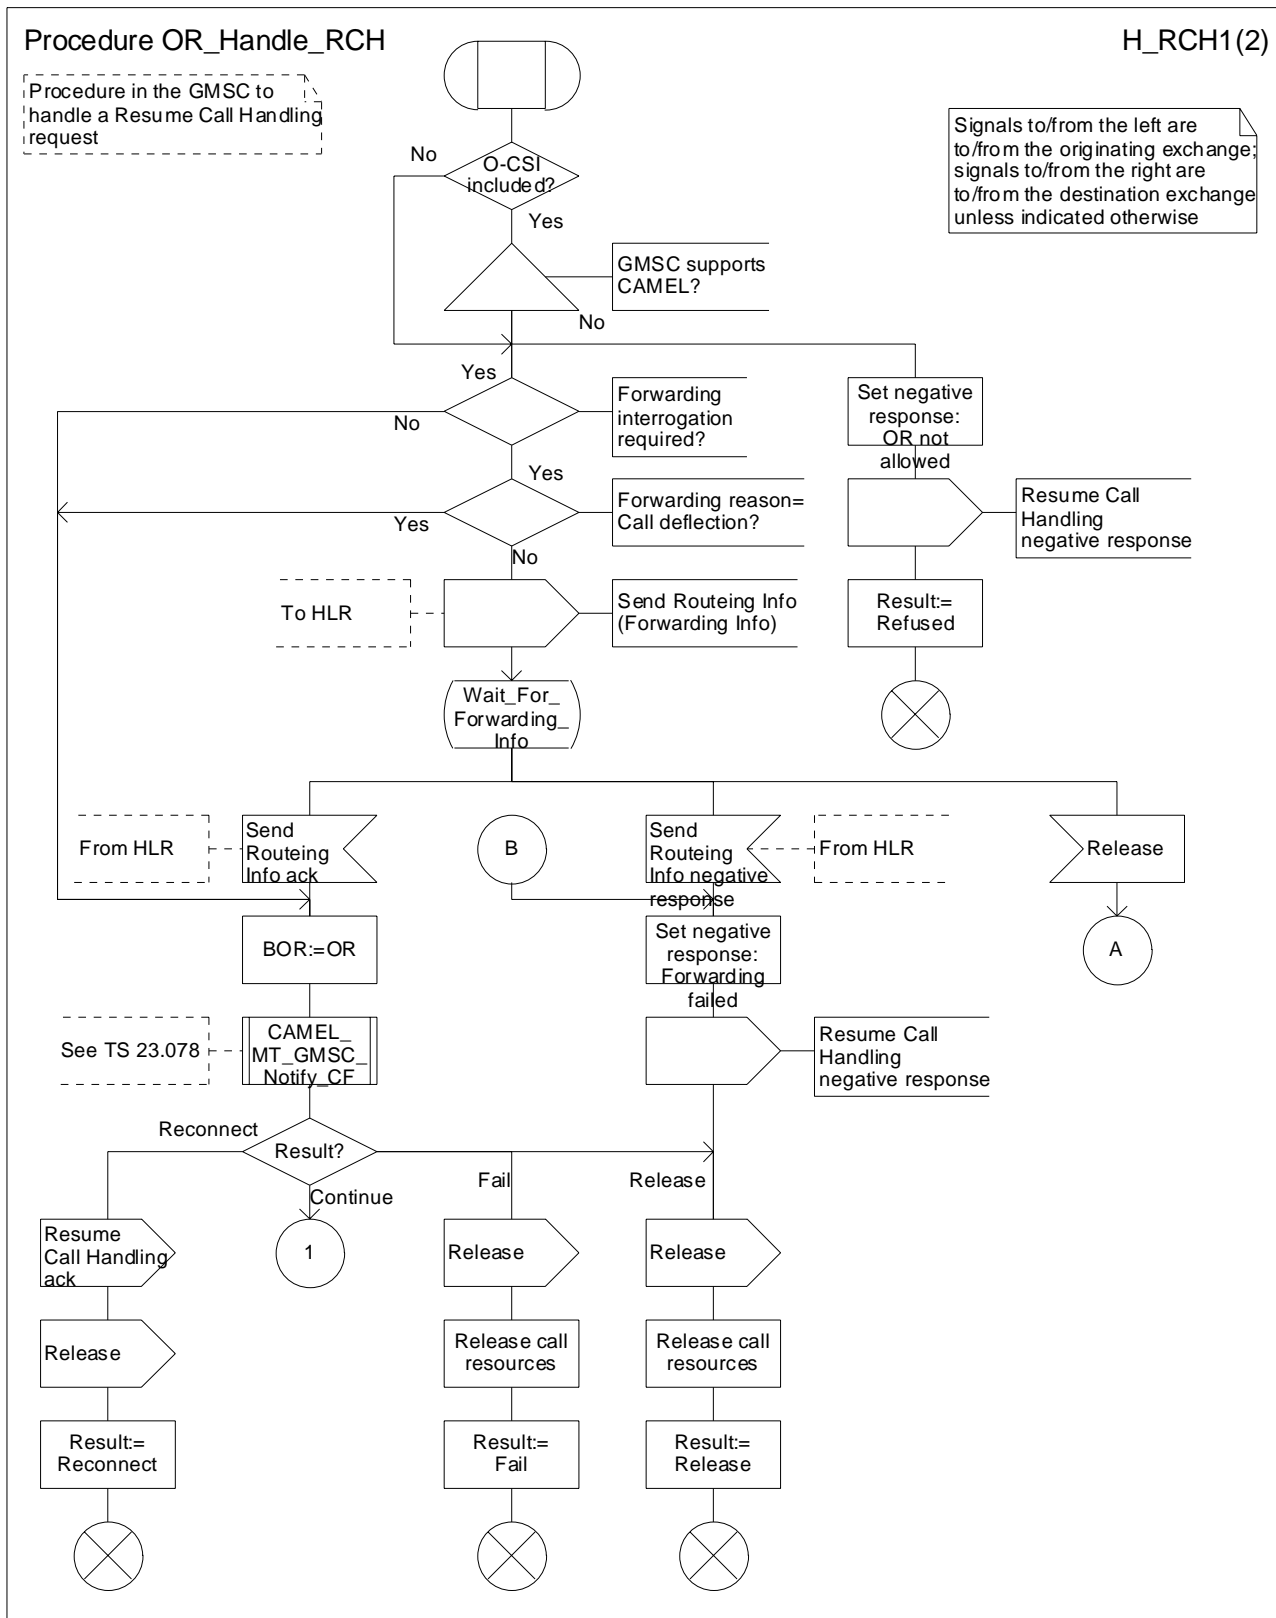 Procedure OR_Handle_RCH
H_RCH1(2)
Procedure in the GMSC to
handle a Resume Call Handling
request
Signals to/from the left are
to/from the originating exchange;
signals to/from the right are
to/from the destination exchange
unless indicated otherwise
No
O-CSI
included?
Yes
GMSC supports
CAMEL?
No
Yes
Forwarding
interrogation
required?
No
Set negative
response:
OR not
allowed
Yes
Forwarding reason=
Call deflection?
Yes
No
Resume Call
Handling
negative response
To HLR
Send Routeing Info
(Forwarding Info)
Result:=
Refused
Wait_For_
Forwarding_
Info
From HLR
Send
Routeing
Info ack
B
Send
Routeing
Info negative
response
From HLR
Release
BOR:=OR
Set negative
response:
Forwarding
failed
A
See TS 23.078
CAMEL_
MT_GMSC_
Notify_CF
Resume Call
Handling
negative response
Reconnect
Result?
Continue
Fail
Release
Resume
Call Handling
ack
1
Release
Release
Release
Release call
resources
Release call
resources
Result:=
Reconnect
Result:=
Fail
Result:=
Release